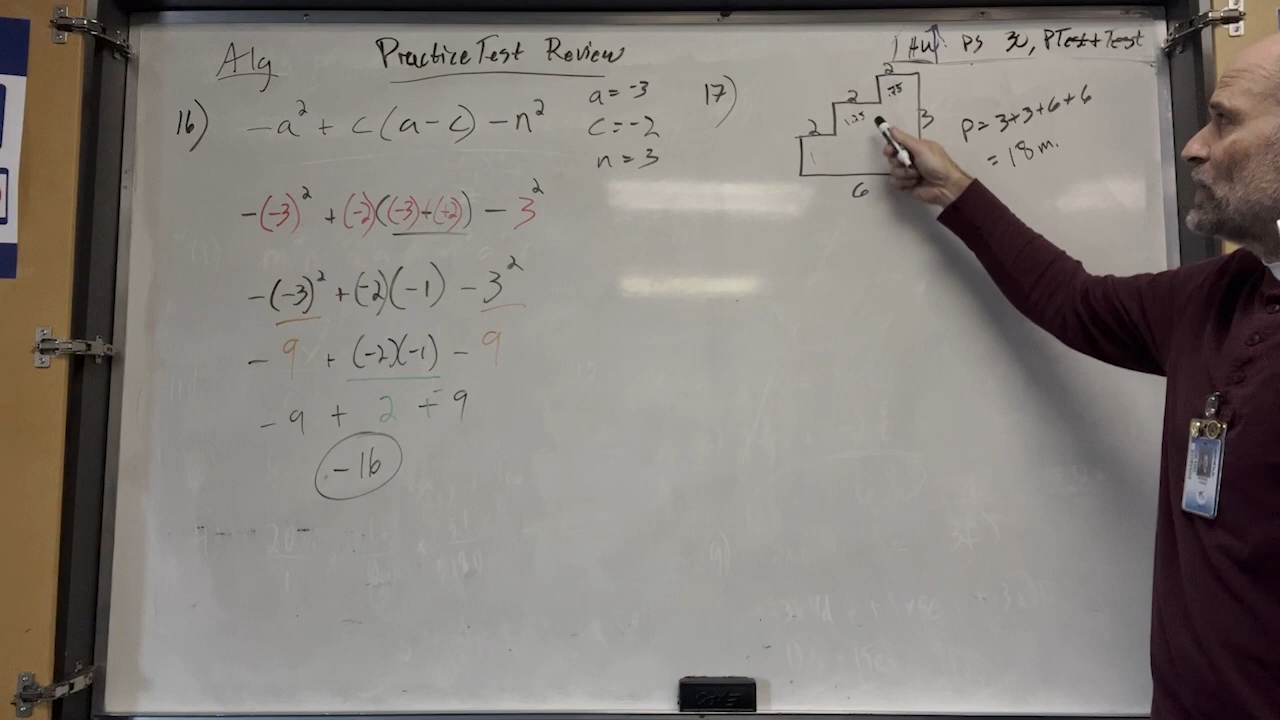 Alg
Practice Test Review
HW: PS 30, PTest+Test
16) -a² + c(a-c) - n²
a = -3
c = -2
n = 3
-(-3)² + (-2)((-3)+(+2)) - 3²
-(-3)² + (-2)(-1) - 3²
- 9 + (-2)(-1) - 9
-9 + 2 + -9
-16
17)
2
.75
2
1.25
2
1
3
6
P = 3+3+6+6
= 18 m.